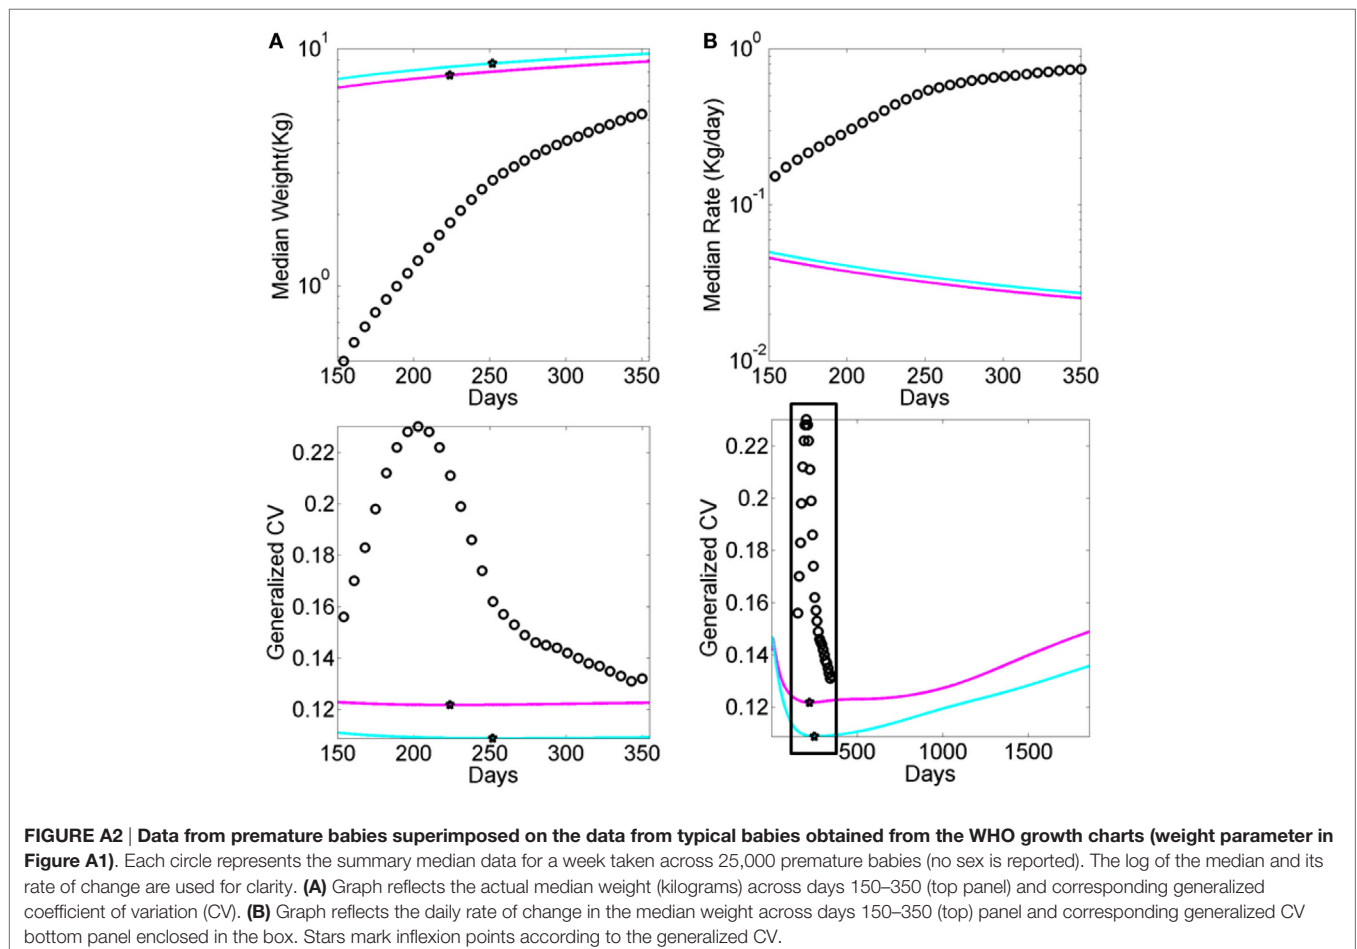 A
B
10^1
Median Weight(Kg)
10^0
150 200 250 300 350
Days
10^0
Median Rate (Kg/day)
10^-1
10^-2
150 200 250 300 350
Days
0.22
0.2
0.18
0.16
0.14
0.12
Generalized CV
150 200 250 300 350
Days
0.22
0.2
0.18
0.16
0.14
0.12
Generalized CV
500 1000 1500
Days
FIGURE A2 | Data from premature babies superimposed on the data from typical babies obtained from the WHO growth charts (weight parameter in
Figure A1). Each circle represents the summary median data for a week taken across 25,000 premature babies (no sex is reported). The log of the median and its
rate of change are used for clarity. (A) Graph reflects the actual median weight (kilograms) across days 150–350 (top panel) and corresponding generalized
coefficient of variation (CV). (B) Graph reflects the daily rate of change in the median weight across days 150–350 (top) panel and corresponding generalized CV
bottom panel enclosed in the box. Stars mark inflexion points according to the generalized CV.